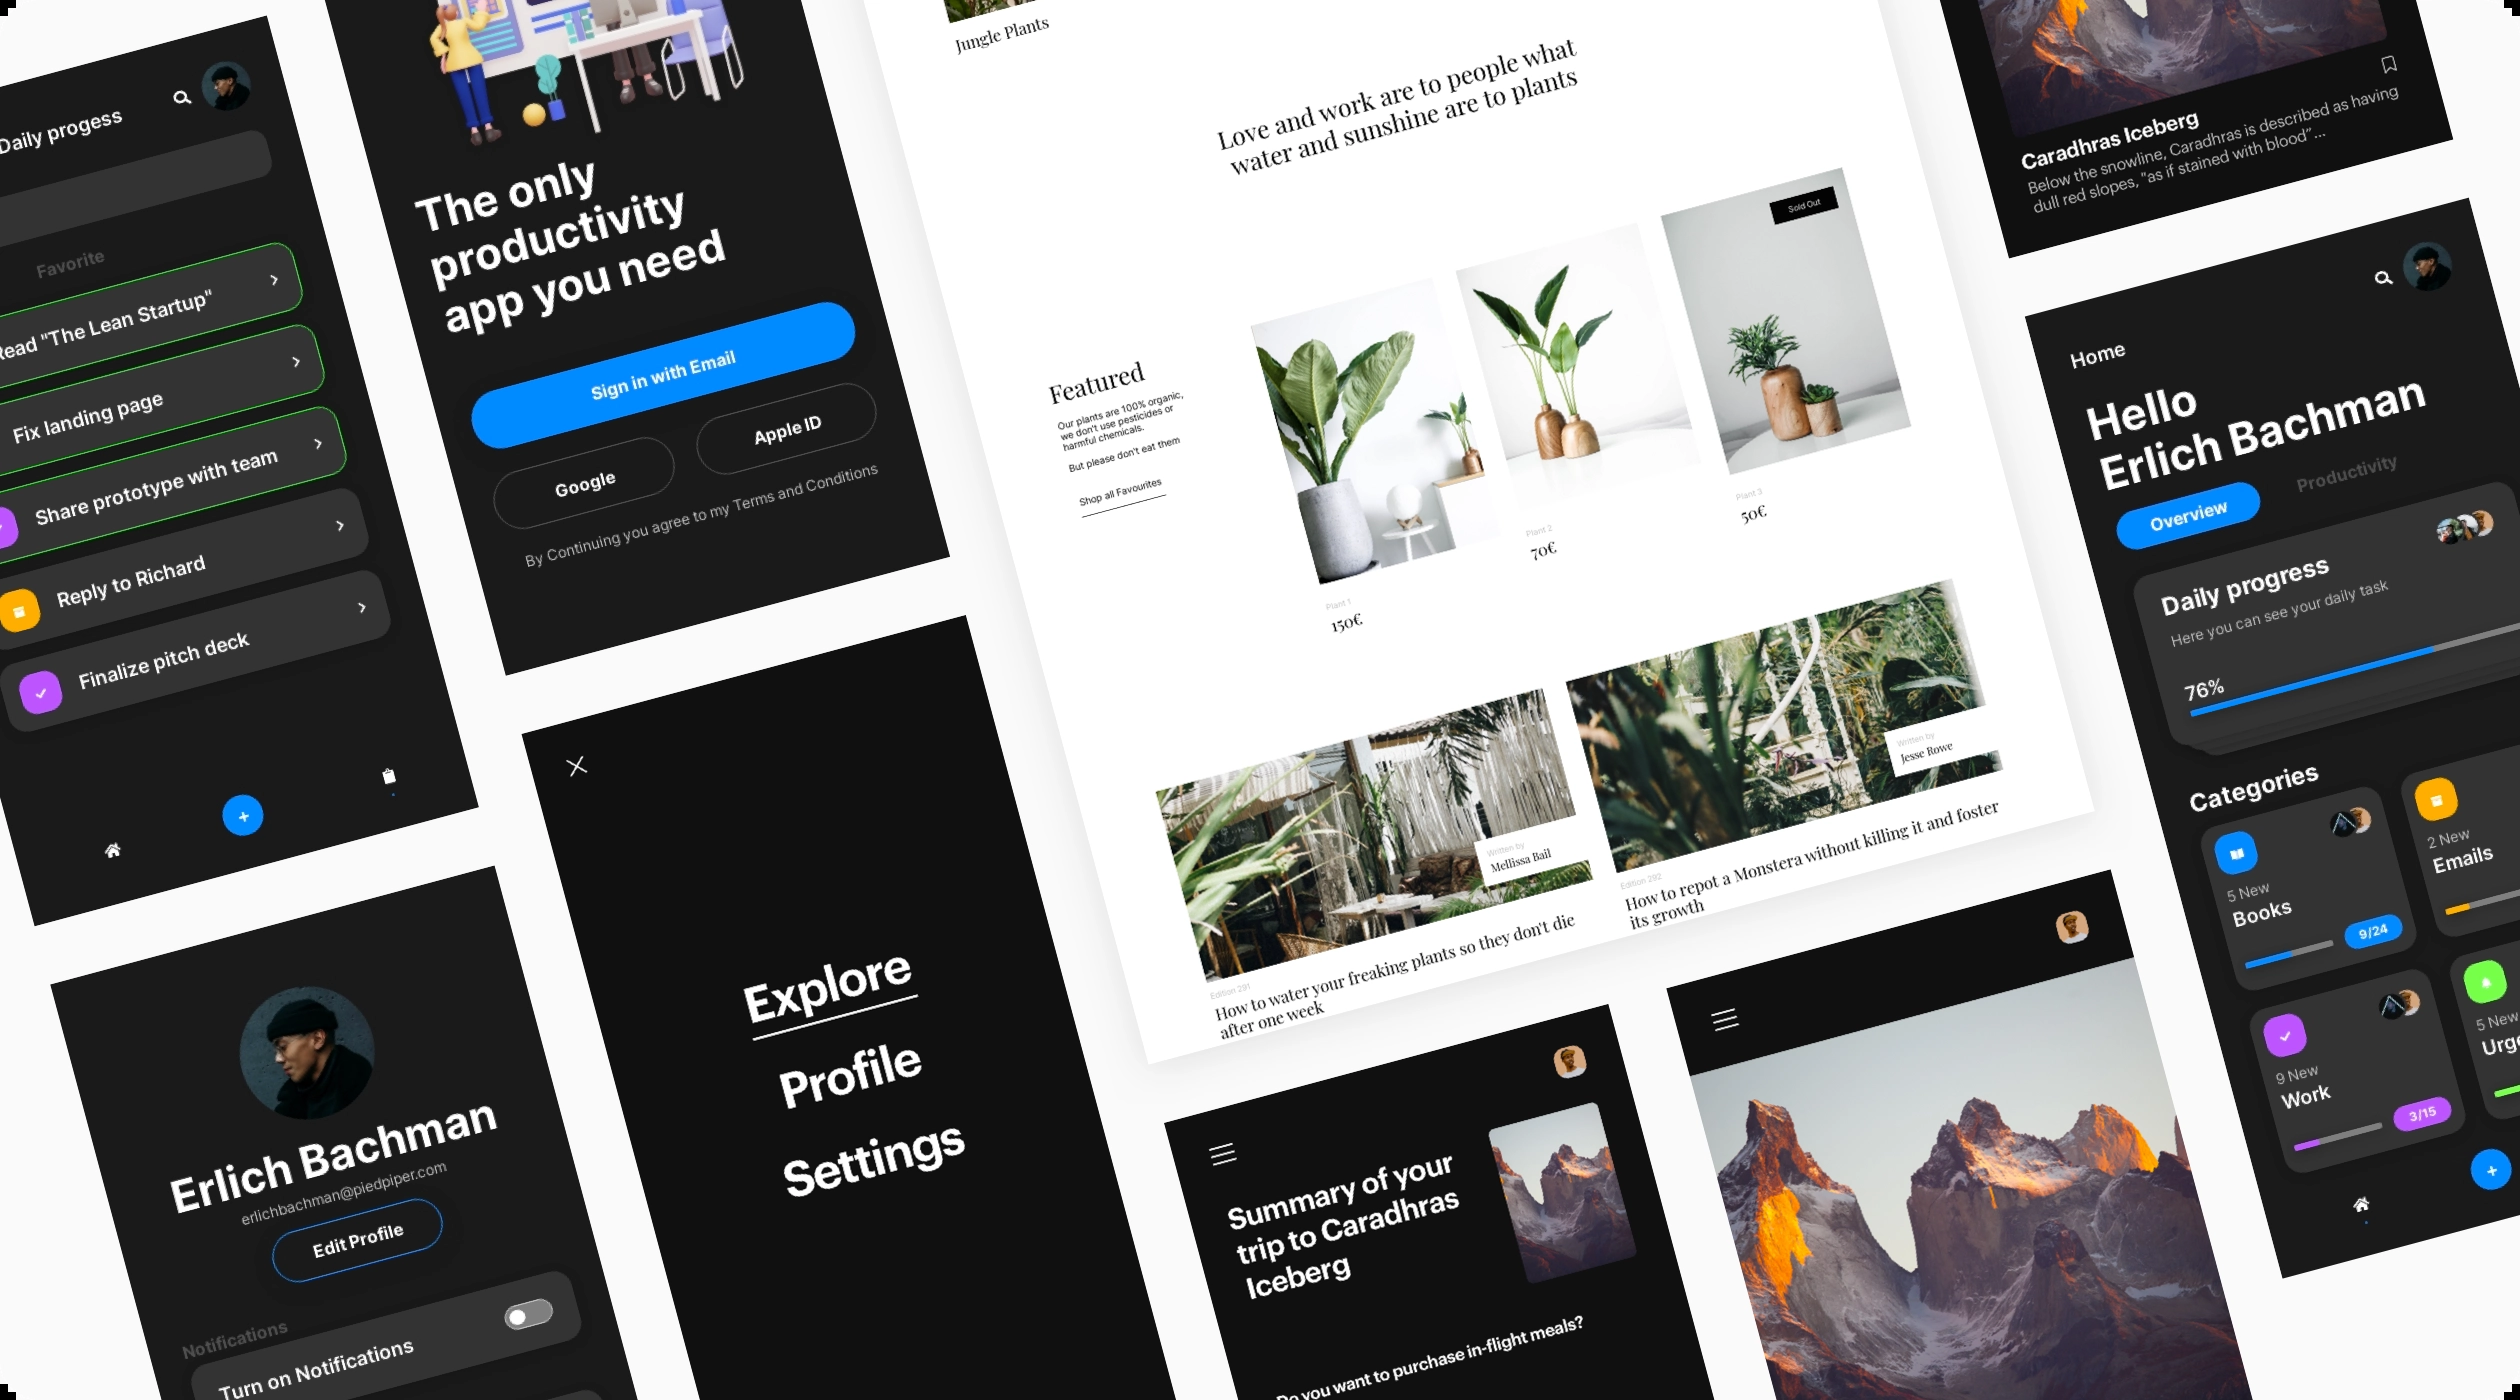 Daily progess
Favorite
Read "The Lean Startup"
Fix landing page
Share prototype with team
Reply to Richard
Finalize pitch deck
The only
productivity
app you need
Sign in with Email
Google
Apple ID
By Continuing you agree to my Terms and Conditions
Erlich Bachman
erlichbachman@piedpiper.com
Edit Profile
Notifications
Turn on Notifications
Explore
Profile
Settings
Jungle Plants
Love and work are to people what
water and sunshine are to plants
Featured
Our plants are 100% organic,
we don't use pesticides or
harmful chemicals.
But please don't eat them
Shop all Favourites
Plant 1
150€
Plant 2
70€
Sold Out
Plant 3
50€
Written by
Mellissa Bail
Edition 291
How to water your freaking plants so they don't die
after one week
Written by
Jesse Rowe
Edition 292
How to repot a Monstera without killing it and foster
its growth
Summary of your
trip to Caradhras
Iceberg
Do you want to purchase in-flight meals?
Caradhras Iceberg
Below the snowline, Caradhras is described as having
dull red slopes, "as if stained with blood"...
Home
Hello
Erlich Bachman
Overview
Productivity
Daily progress
Here you can see your daily task
76%
Categories
5 New
Books
9/24
2 New
Emails
9 New
Work
3/15
5 New